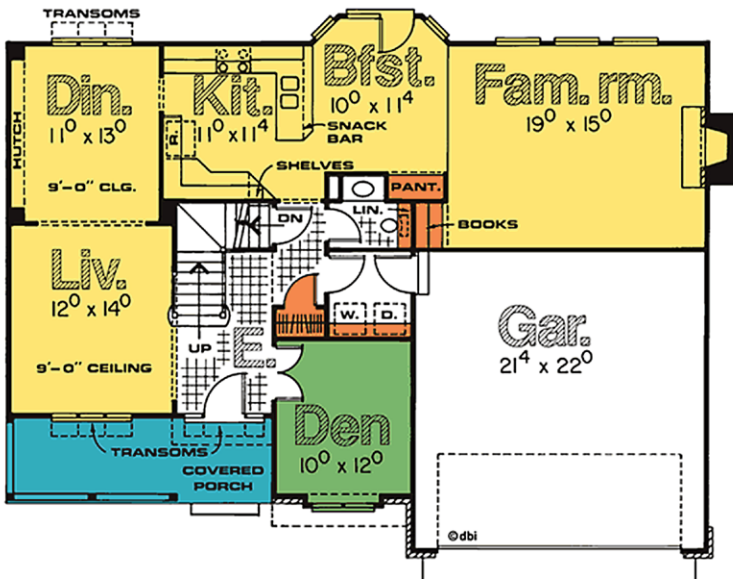 TRANSOMS
Din.
11⁰ x 13⁰
HUTCH
9'-0" CLG.
Kit.
11⁰ x 11⁴
R.
SNACK
BAR
SHELVES
Bfst.
10⁰ x 11⁴
Fam. rm.
19⁰ x 15⁰
PANT.
LIN.
DN
BOOKS
Liv.
12⁰ x 14⁰
9'-0" CEILING
UP
E.
W.
D.
Gar.
21⁴ x 22⁰
Den
10⁰ x 12⁰
TRANSOMS
COVERED
PORCH
©dbi